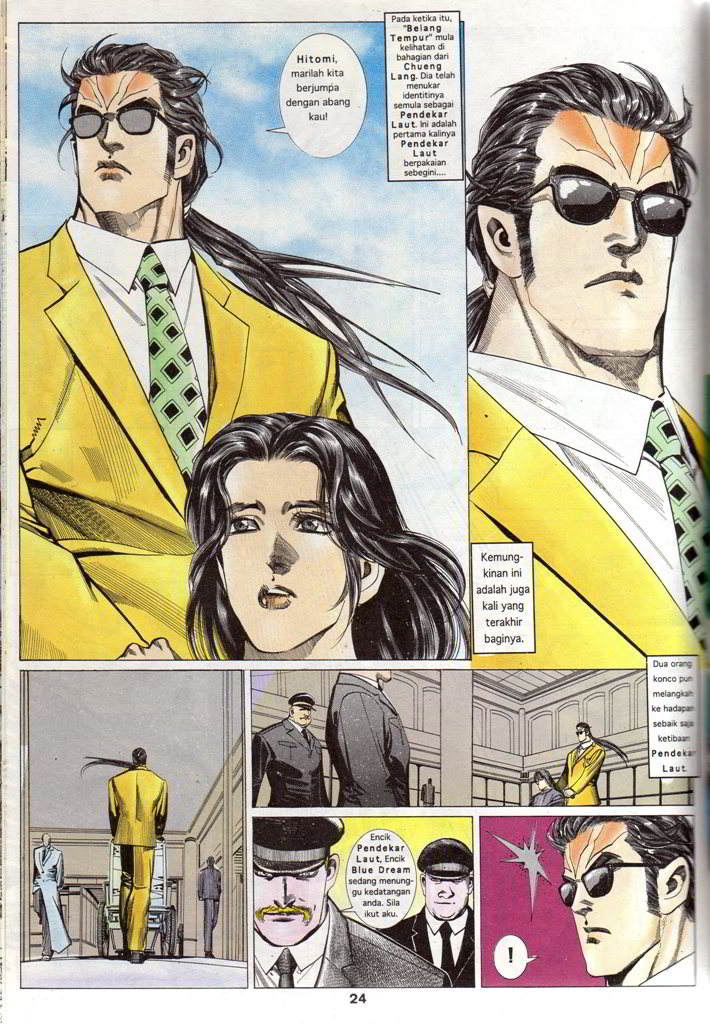 Hitomi,
marilah kita
berjumpa
dengan abang
kau!
Pada ketika itu,
"Belang
Tempur" mula
kelihatan di
bahagian dari
Chueng
Lang. Dia telah
menukar
identitinya
semula sebagai
Pendekar
Laut. Ini adalah
pertama kalinya
Pendekar
Laut
berpakaian
sebegini....
Kemung-
kinan ini
adalah juga
kali yang
terakhir
baginya.
Dua orang
konco pun
melangkah
ke hadapan
sebaik saja
ketibaan
Pendekar
Laut.
Encik
Pendekar
Laut, Encik
Blue Dream
sedang menung-
gu kedatangan
anda. Sila
ikut aku.
!
24